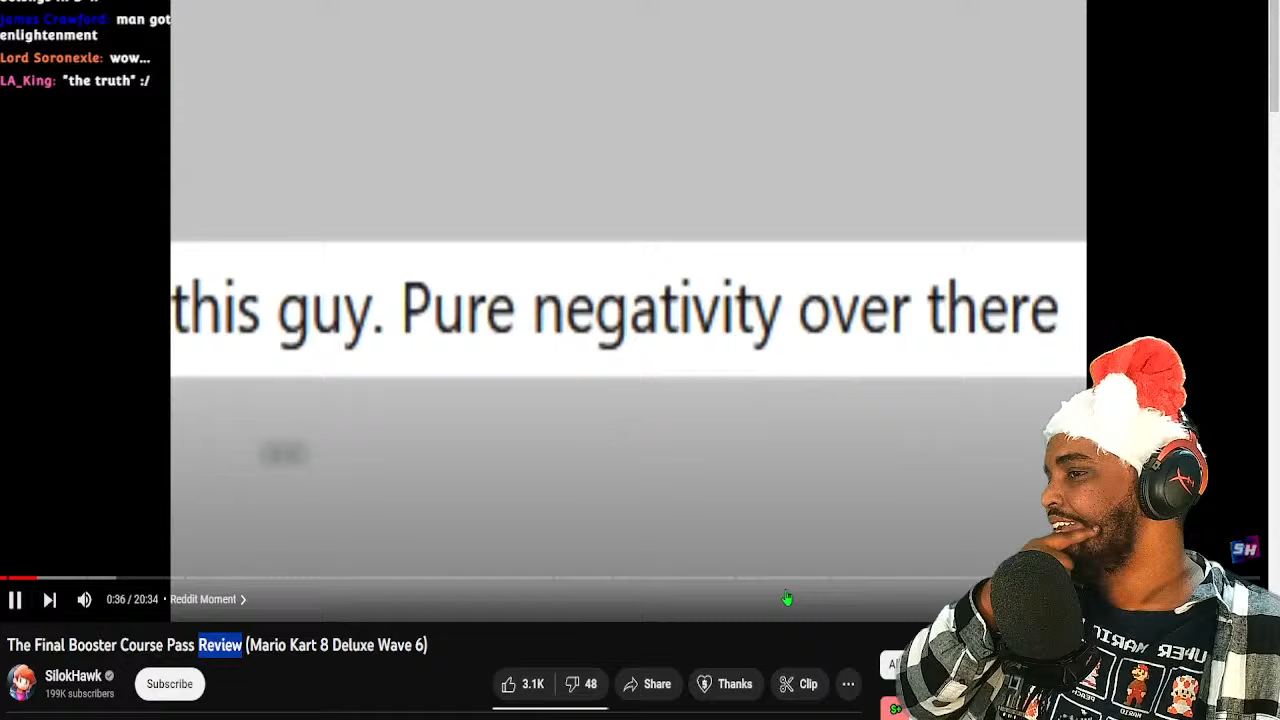 James Crawford: man got
enlightenment
Lord Soronexle: wow...
LA_King: "the truth" :/
this guy. Pure negativity over there
SH
0:36 / 20:34 • Reddit Moment
The Final Booster Course Pass Review (Mario Kart 8 Deluxe Wave 6)
SilokHawk
199K subscribers
Subscribe
3.1K
48
Share
Thanks
Clip
...